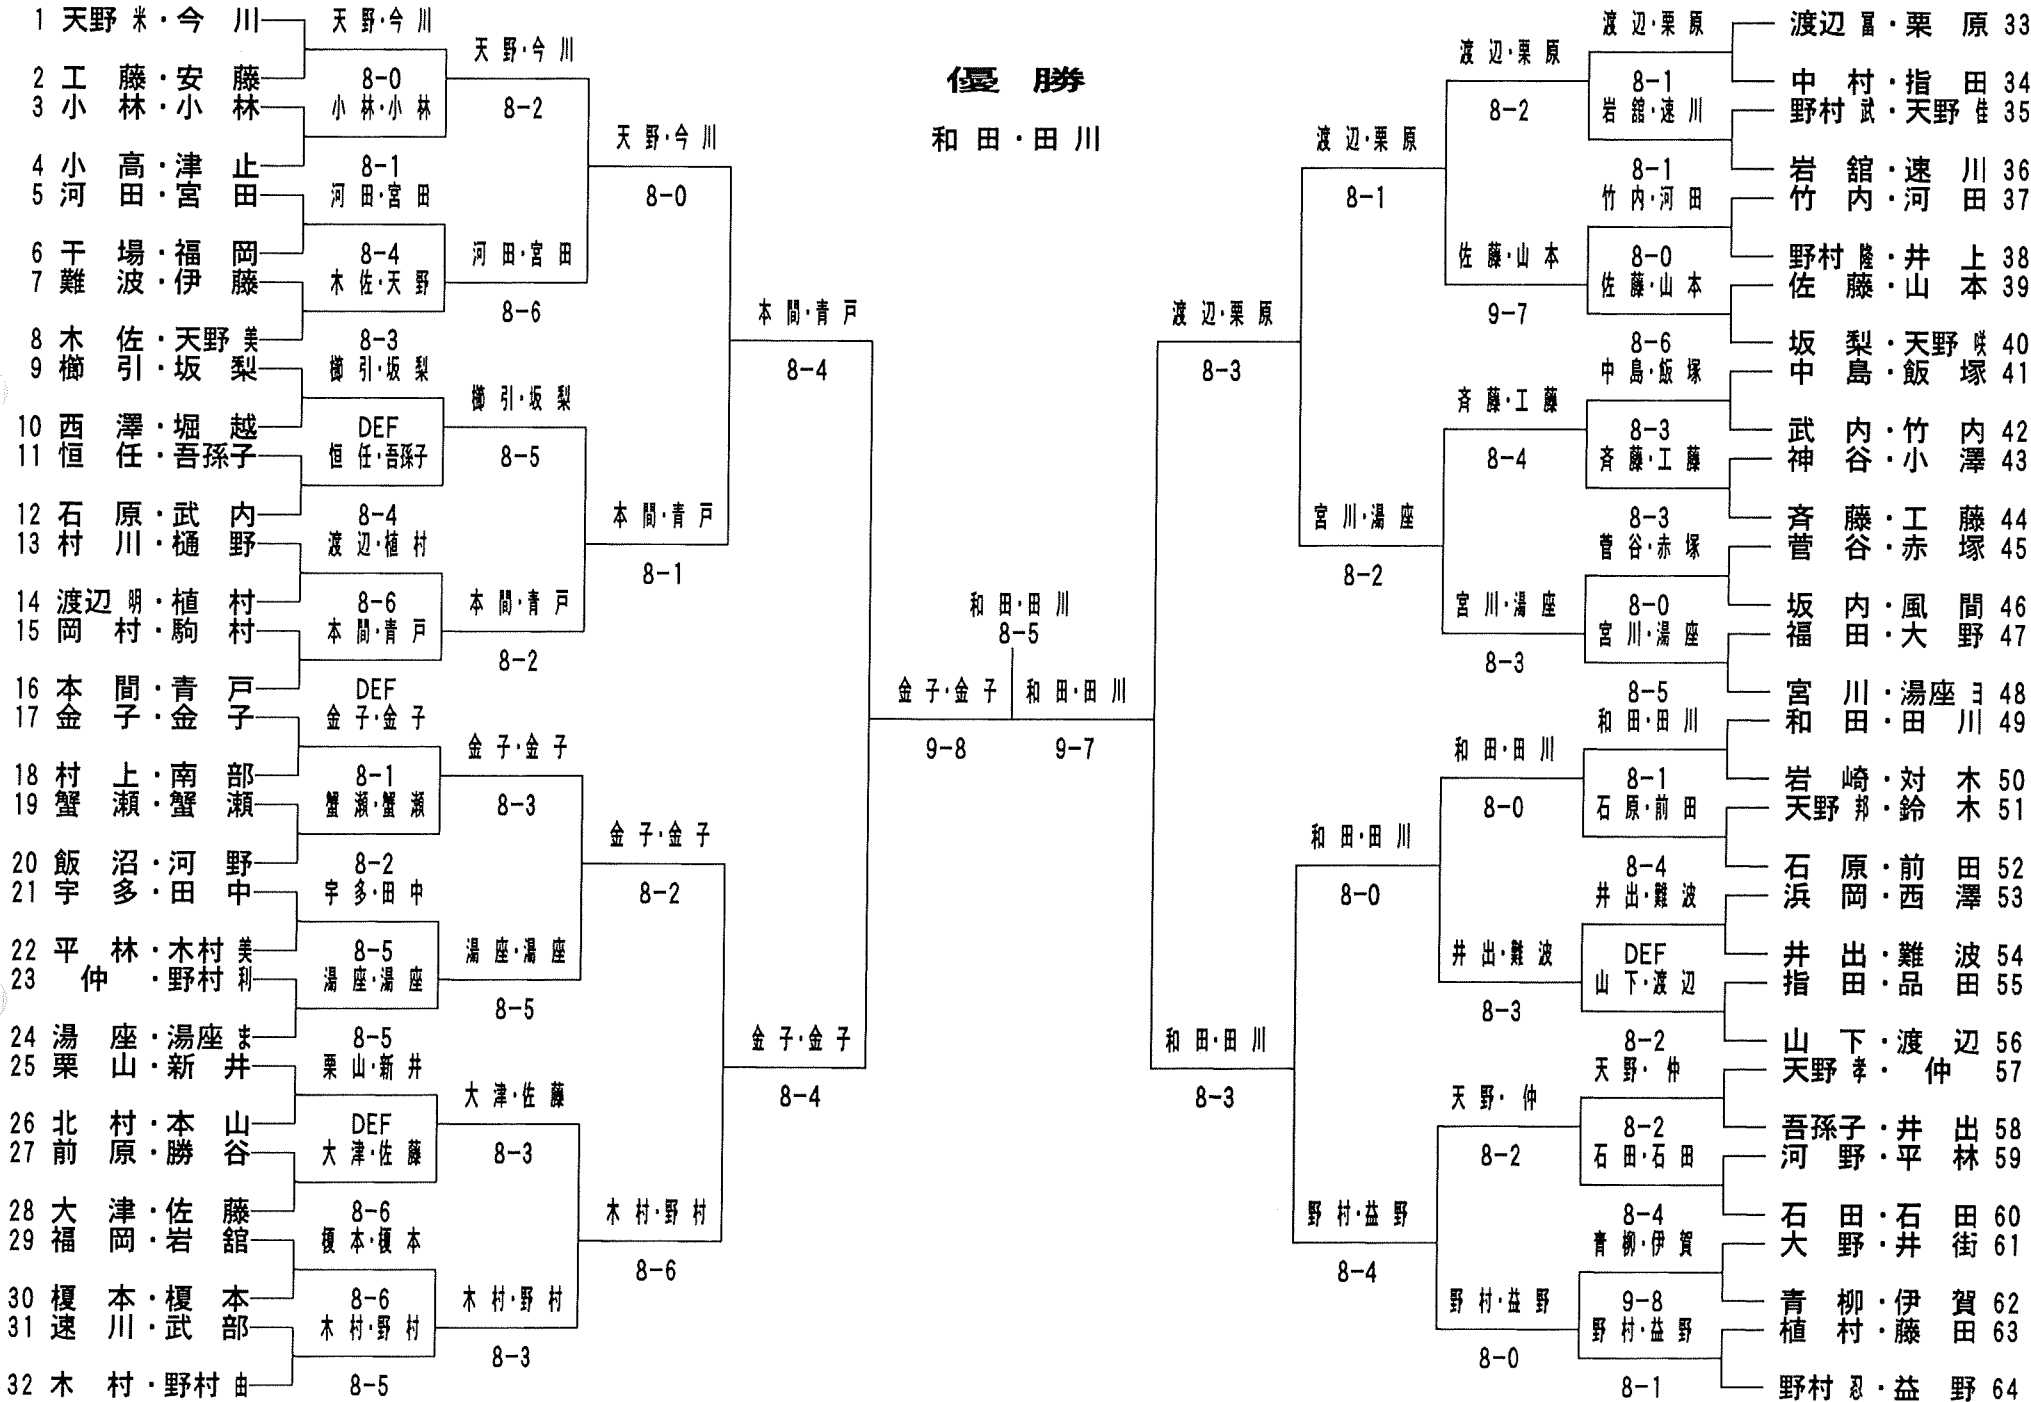 優 勝
和 田・田 川
1 天野 米・今 川
2 工 藤・安 藤
3 小 林・小 林
4 小 高・津 止
5 河 田・宮 田
6 干 場・福 岡
7 難 波・伊 藤
8 木 佐・天野 美
9 櫛 引・坂 梨
10 西 澤・堀 越
11 恒 任・吾孫子
12 石 原・武 内
13 村 川・樋 野
14 渡辺 明・植 村
15 岡 村・駒 村
16 本 間・青 戸
17 金 子・金 子
18 村 上・南 部
19 蟹 瀬・蟹 瀬
20 飯 沼・河 野
21 宇 多・田 中
22 平 林・木村 美
23 仲 ・野村 利
24 湯 座・湯座 ま
25 栗 山・新 井
26 北 村・本 山
27 前 原・勝 谷
28 大 津・佐 藤
29 福 岡・岩 舘
30 榎 本・榎 本
31 速 川・武 部
32 木 村・野村 由
天 野・今 川
8-0
小 林・小 林
8-1
河 田・宮 田
8-4
木 佐・天 野
8-3
櫛 引・坂 梨
DEF
恒 任・吾孫子
8-4
渡 辺・植 村
8-6
本 間・青 戸
DEF
金 子・金 子
8-1
蟹 瀬・蟹 瀬
8-2
宇 多・田 中
8-5
湯 座・湯 座
8-5
栗 山・新 井
DEF
大 津・佐 藤
8-6
榎 本・榎 本
8-6
木 村・野 村
8-5
天 野・今 川
8-2
河 田・宮 田
8-6
櫛 引・坂 梨
8-5
本 間・青 戸
8-2
金 子・金 子
8-3
湯 座・湯 座
8-5
大 津・佐 藤
8-3
木 村・野 村
8-3
天 野・今 川
8-0
本 間・青 戸
8-1
金 子・金 子
8-2
木 村・野 村
8-6
本 間・青 戸
8-4
金 子・金 子
8-4
和 田・田 川
8-5
金 子・金 子
9-8
和 田・田 川
9-7
渡 辺・栗 原
8-3
和 田・田 川
8-3
渡 辺・栗 原
8-1
宮 川・湯 座
8-2
和 田・田 川
8-0
野 村・益 野
8-4
渡 辺・栗 原
8-2
佐 藤・山 本
9-7
斉 藤・工 藤
8-4
宮 川・湯 座
8-3
和 田・田 川
8-0
井 出・難 波
8-3
天 野・ 仲
8-2
野 村・益 野
8-0
渡 辺・栗 原
8-1
岩 舘・速 川
8-1
竹 内・河 田
8-0
佐 藤・山 本
8-6
中 島・飯 塚
8-3
斉 藤・工 藤
8-3
菅 谷・赤 塚
8-0
宮 川・湯 座
8-5
和 田・田 川
8-1
石 原・前 田
8-4
井 出・難 波
DEF
山 下・渡 辺
8-2
天 野・ 仲
8-2
石 田・石 田
8-4
青 柳・伊 賀
9-8
野 村・益 野
8-1
渡辺 冨・栗 原 33
中 村・指 田 34
野村 武・天野 佳 35
岩 舘・速 川 36
竹 内・河 田 37
野村 隆・井 上 38
佐 藤・山 本 39
坂 梨・天野 咲 40
中 島・飯 塚 41
武 内・竹 内 42
神 谷・小 澤 43
斉 藤・工 藤 44
菅 谷・赤 塚 45
坂 内・風 間 46
福 田・大 野 47
宮 川・湯座 ヨ 48
和 田・田 川 49
岩 崎・対 木 50
天野 邦・鈴 木 51
石 原・前 田 52
浜 岡・西 澤 53
井 出・難 波 54
指 田・品 田 55
山 下・渡 辺 56
天野 孝・ 仲 57
吾孫子・井 出 58
河 野・平 林 59
石 田・石 田 60
大 野・井 街 61
青 柳・伊 賀 62
植 村・藤 田 63
野村 忍・益 野 64